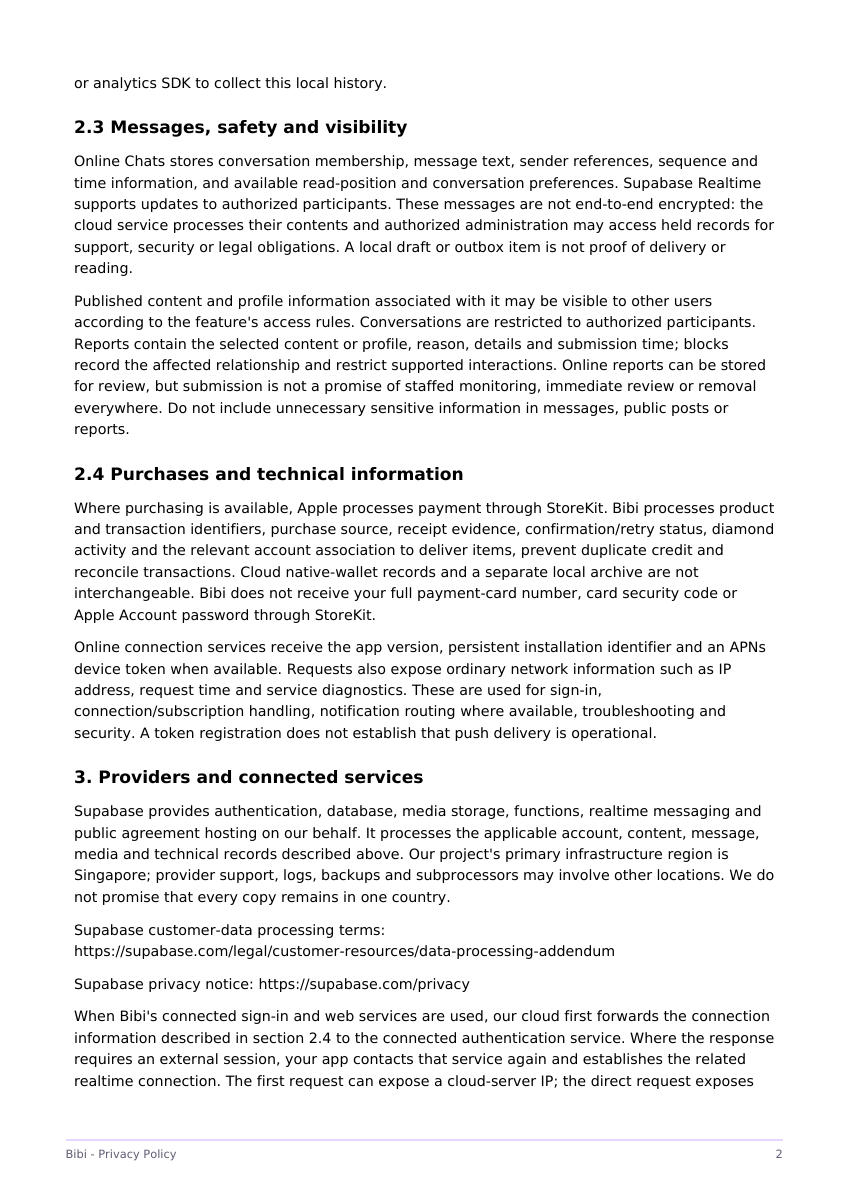 or analytics SDK to collect this local history.
2.3 Messages, safety and visibility
Online Chats stores conversation membership, message text, sender references, sequence and
time information, and available read-position and conversation preferences. Supabase Realtime
supports updates to authorized participants. These messages are not end-to-end encrypted: the
cloud service processes their contents and authorized administration may access held records for
support, security or legal obligations. A local draft or outbox item is not proof of delivery or
reading.
Published content and profile information associated with it may be visible to other users
according to the feature's access rules. Conversations are restricted to authorized participants.
Reports contain the selected content or profile, reason, details and submission time; blocks
record the affected relationship and restrict supported interactions. Online reports can be stored
for review, but submission is not a promise of staffed monitoring, immediate review or removal
everywhere. Do not include unnecessary sensitive information in messages, public posts or
reports.
2.4 Purchases and technical information
Where purchasing is available, Apple processes payment through StoreKit. Bibi processes product
and transaction identifiers, purchase source, receipt evidence, confirmation/retry status, diamond
activity and the relevant account association to deliver items, prevent duplicate credit and
reconcile transactions. Cloud native-wallet records and a separate local archive are not
interchangeable. Bibi does not receive your full payment-card number, card security code or
Apple Account password through StoreKit.
Online connection services receive the app version, persistent installation identifier and an APNs
device token when available. Requests also expose ordinary network information such as IP
address, request time and service diagnostics. These are used for sign-in,
connection/subscription handling, notification routing where available, troubleshooting and
security. A token registration does not establish that push delivery is operational.
3. Providers and connected services
Supabase provides authentication, database, media storage, functions, realtime messaging and
public agreement hosting on our behalf. It processes the applicable account, content, message,
media and technical records described above. Our project's primary infrastructure region is
Singapore; provider support, logs, backups and subprocessors may involve other locations. We do
not promise that every copy remains in one country.
Supabase customer-data processing terms:
https://supabase.com/legal/customer-resources/data-processing-addendum
Supabase privacy notice: https://supabase.com/privacy
When Bibi's connected sign-in and web services are used, our cloud first forwards the connection
information described in section 2.4 to the connected authentication service. Where the response
requires an external session, your app contacts that service again and establishes the related
realtime connection. The first request can expose a cloud-server IP; the direct request exposes
Bibi - Privacy Policy
2